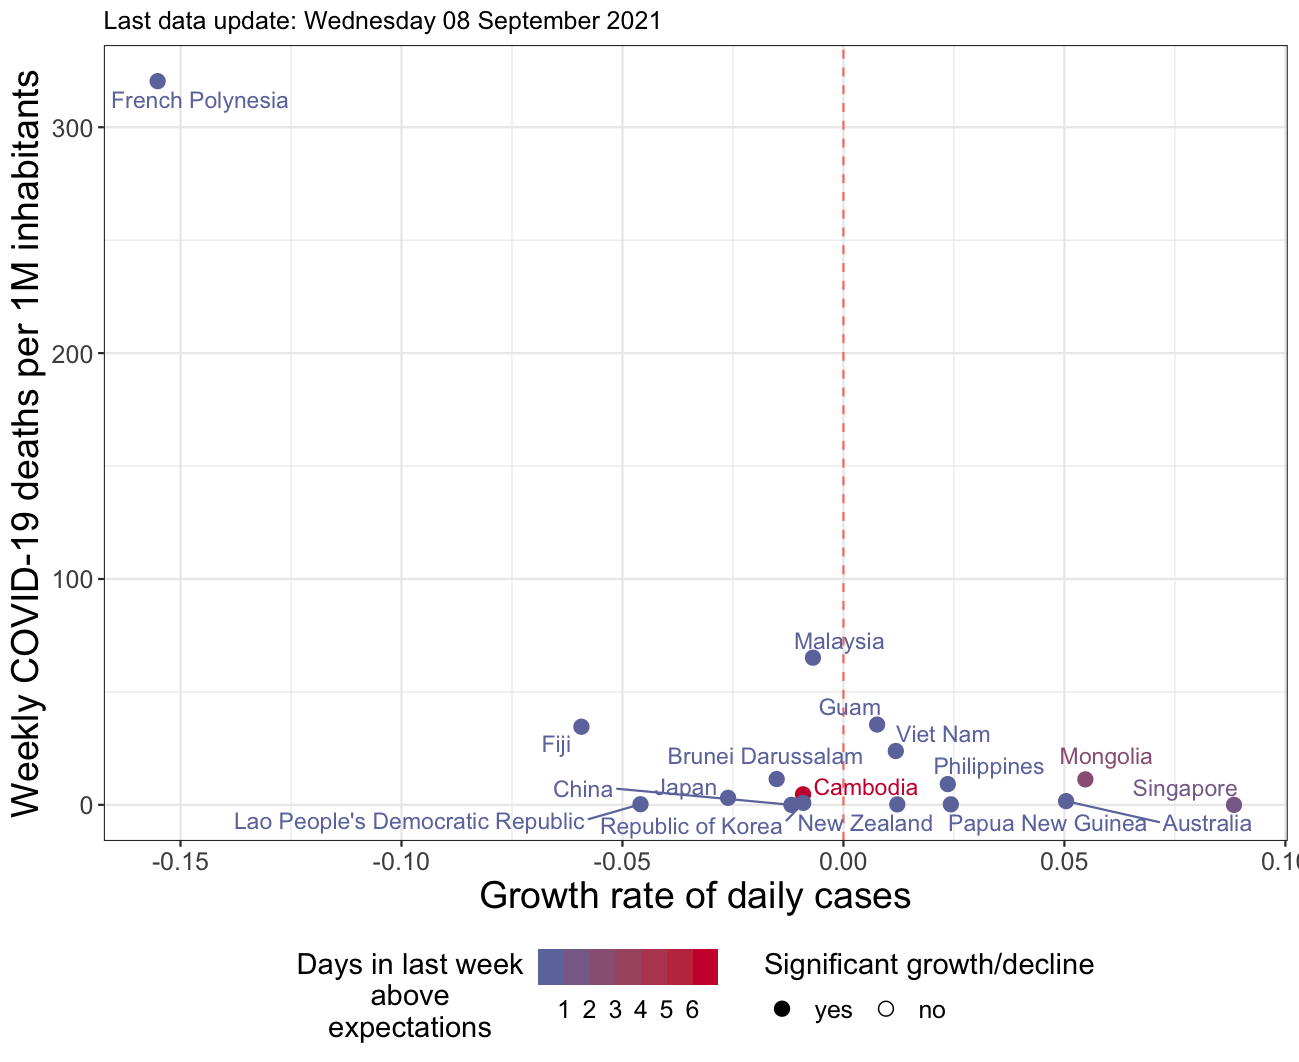 Last data update: Wednesday 08 September 2021
Weekly COVID-19 deaths per 1M inhabitants
300
200
100
0
French Polynesia
Malaysia
Guam
Fiji
Viet Nam
Brunei Darussalam
Mongolia
Philippines
China
Japan
Cambodia
Singapore
Lao People's Democratic Republic
Republic of Korea
New Zealand
Papua New Guinea
Australia
-0.15
-0.10
-0.05
0.00
0.05
0.10
Growth rate of daily cases
Days in last week
above
expectations
1 2 3 4 5 6
Significant growth/decline
yes
no